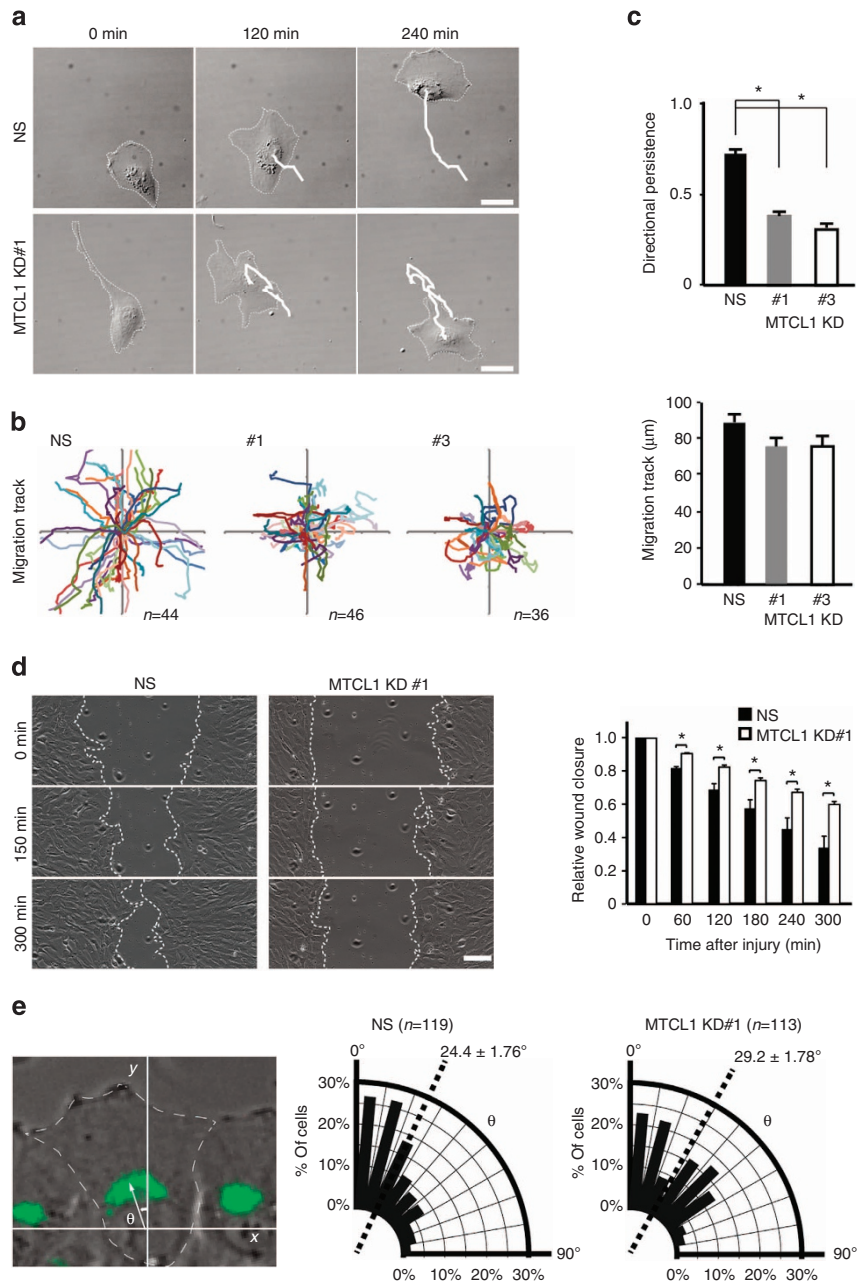 a
0 min 120 min 240 min
NS
MTCL1 KD#1
b
NS #1 #3
Migration track
n=44 n=46 n=36
c
Directional persistence
1.0
0.5
0
* *
NS #1 #3
MTCL1 KD
Migration track (μm)
100
80
60
40
20
0
NS #1 #3
MTCL1 KD
d
NS MTCL1 KD #1
0 min
150 min
300 min
NS
MTCL1 KD#1
Relative wound closure
1.0
0.8
0.6
0.4
0.2
0
* * * * *
0 60 120 180 240 300
Time after injury (min)
e
y
θ
x
NS (n=119)
0°
24.4 ± 1.76°
30%
20%
10%
0%
% Of cells
θ
90°
0% 10% 20% 30%
MTCL1 KD#1 (n=113)
0°
29.2 ± 1.78°
30%
20%
10%
0%
% Of cells
θ
90°
0% 10% 20% 30%